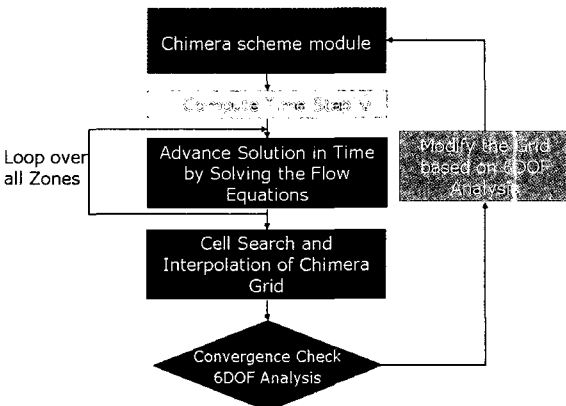 Chimera scheme module
Compute Time Step
Loop over
all Zones
Advance Solution in Time
by Solving the Flow
Equations
Modify the Grid
based on 6DOF
Analysis
Cell Search and
Interpolation of Chimera
Grid
Convergence Check
6DOF Analysis